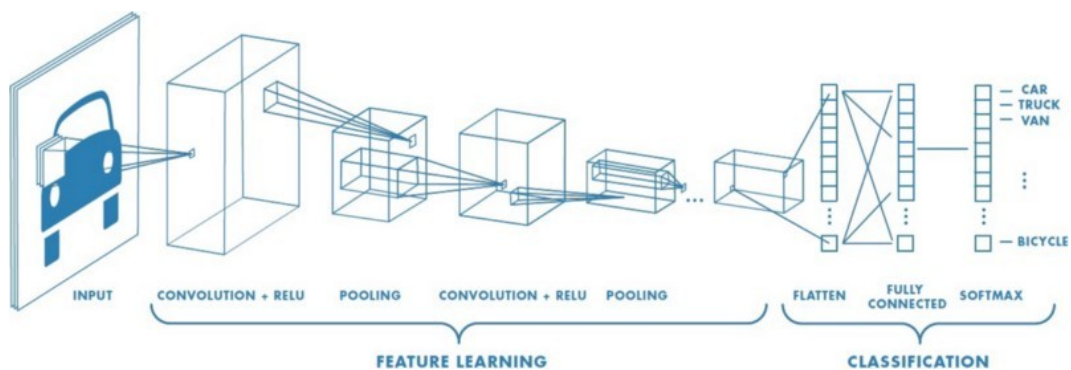 CAR
TRUCK
VAN
BICYCLE
INPUT
CONVOLUTION + RELU
POOLING
CONVOLUTION + RELU
POOLING
FLATTEN
FULLY
CONNECTED
SOFTMAX
FEATURE LEARNING
CLASSIFICATION